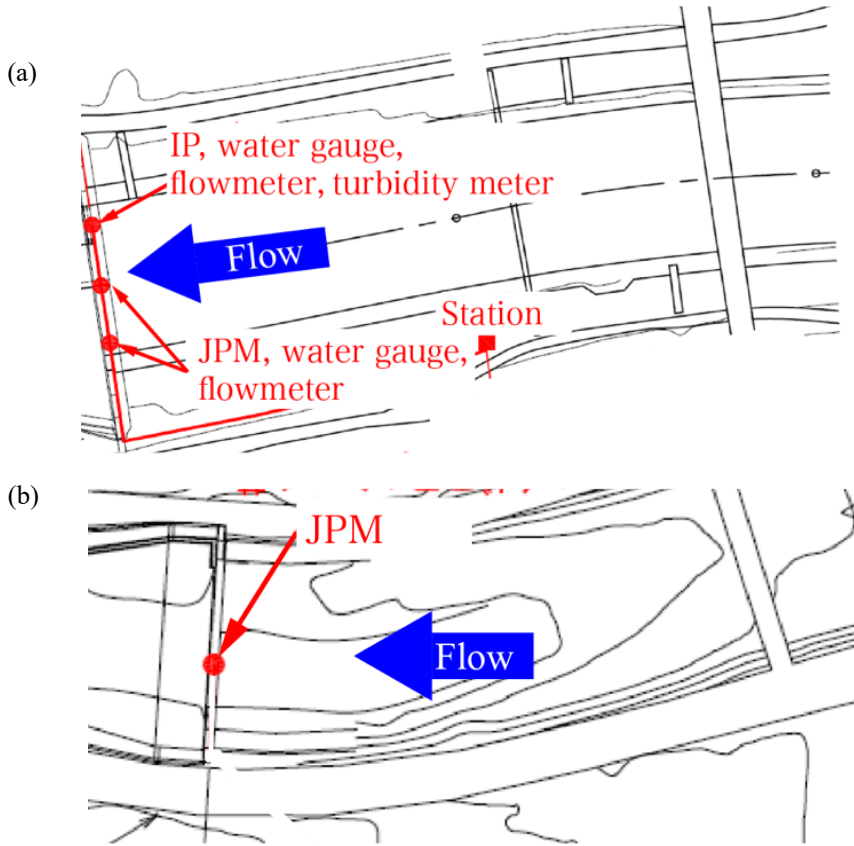 (a)
IP, water gauge,
flowmeter, turbidity meter
Flow
Station
JPM, water gauge,
flowmeter
(b)
JPM
Flow